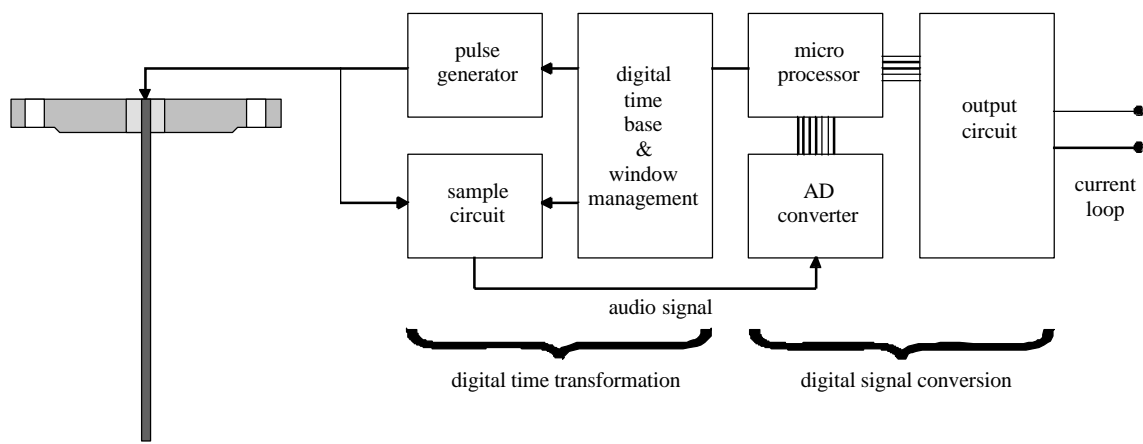 pulse
generator
digital
time
base
&
window
management
micro
processor
output
circuit
sample
circuit
AD
converter
current
loop
audio signal
digital time transformation
digital signal conversion